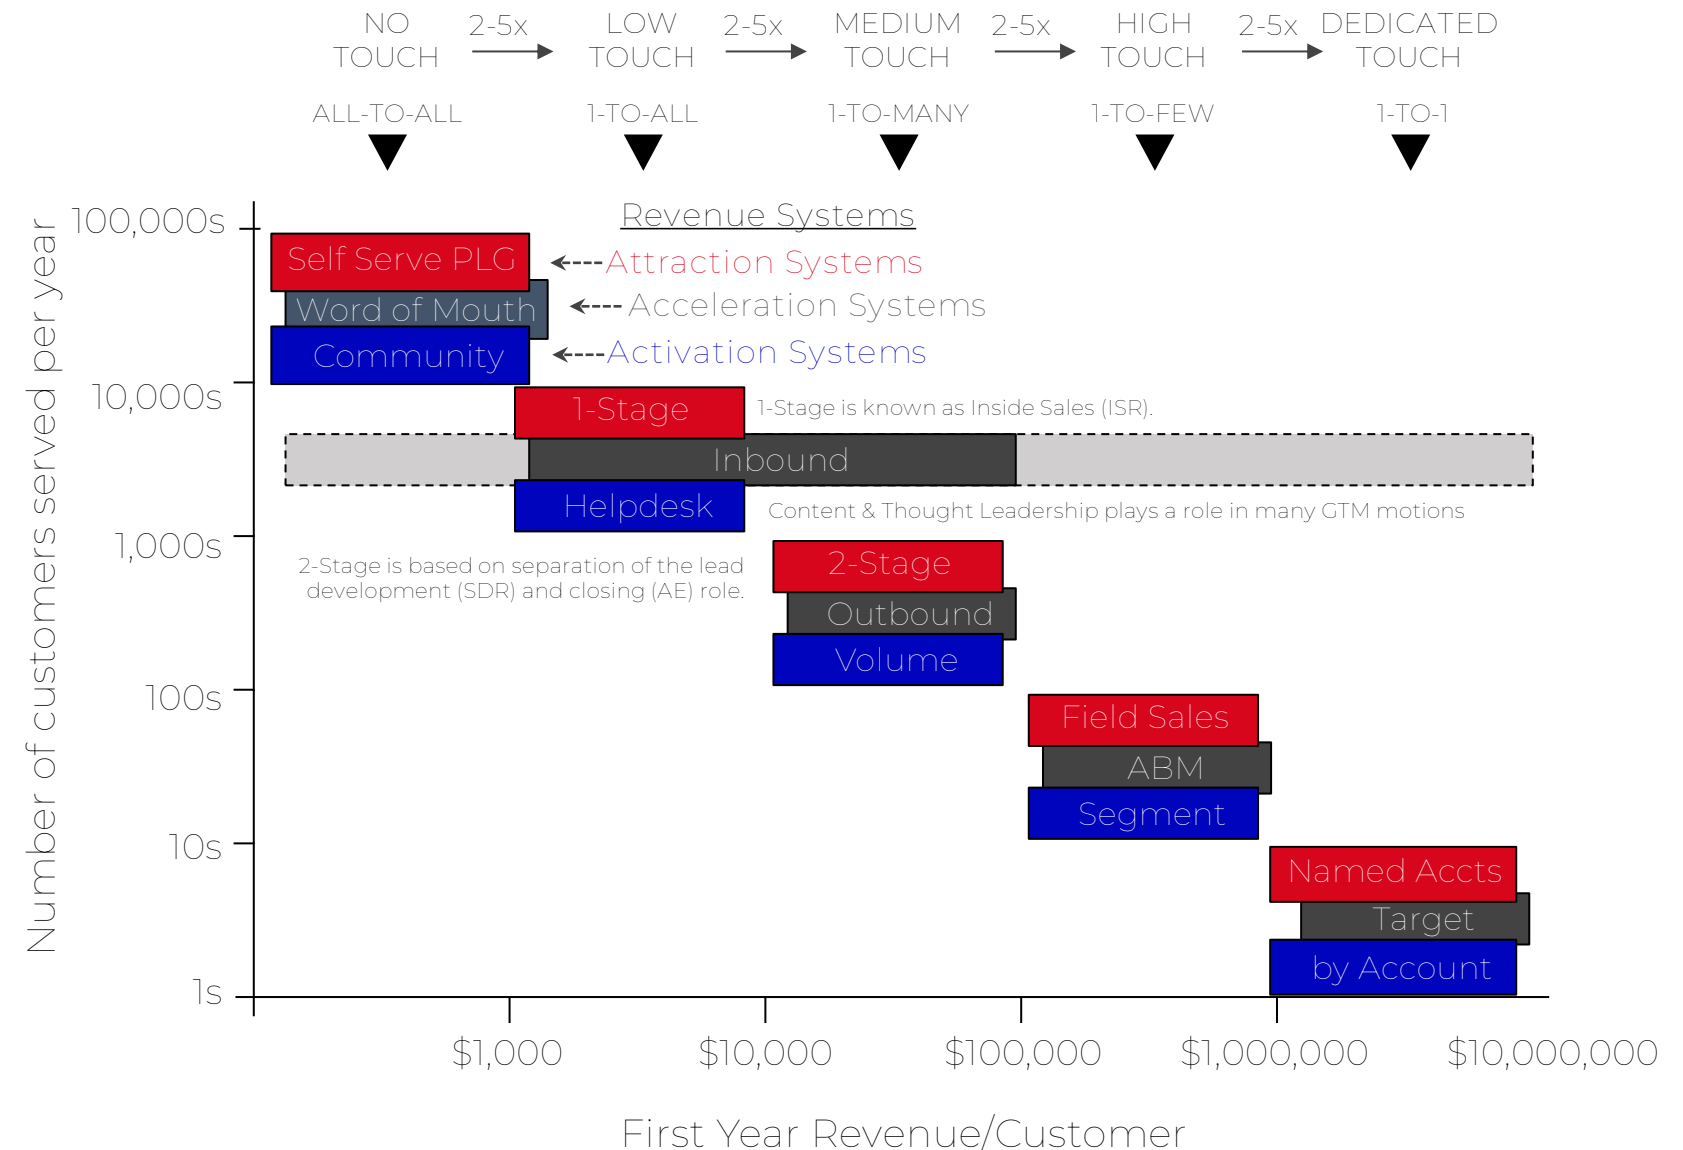 NO TOUCH
2-5x
LOW TOUCH
2-5x
MEDIUM TOUCH
2-5x
HIGH TOUCH
2-5x
DEDICATED TOUCH
ALL-TO-ALL
1-TO-ALL
1-TO-MANY
1-TO-FEW
1-TO-1
Number of customers served per year
100,000s
10,000s
1,000s
100s
10s
1s
Revenue Systems
Self Serve PLG
Attraction Systems
Word of Mouth
Acceleration Systems
Community
Activation Systems
1-Stage
1-Stage is known as Inside Sales (ISR).
Inbound
Helpdesk
Content & Thought Leadership plays a role in many GTM motions
2-Stage is based on separation of the lead
development (SDR) and closing (AE) role.
2-Stage
Outbound
Volume
Field Sales
ABM
Segment
Named Accts
Target
by Account
$1,000
$10,000
$100,000
$1,000,000
$10,000,000
First Year Revenue/Customer